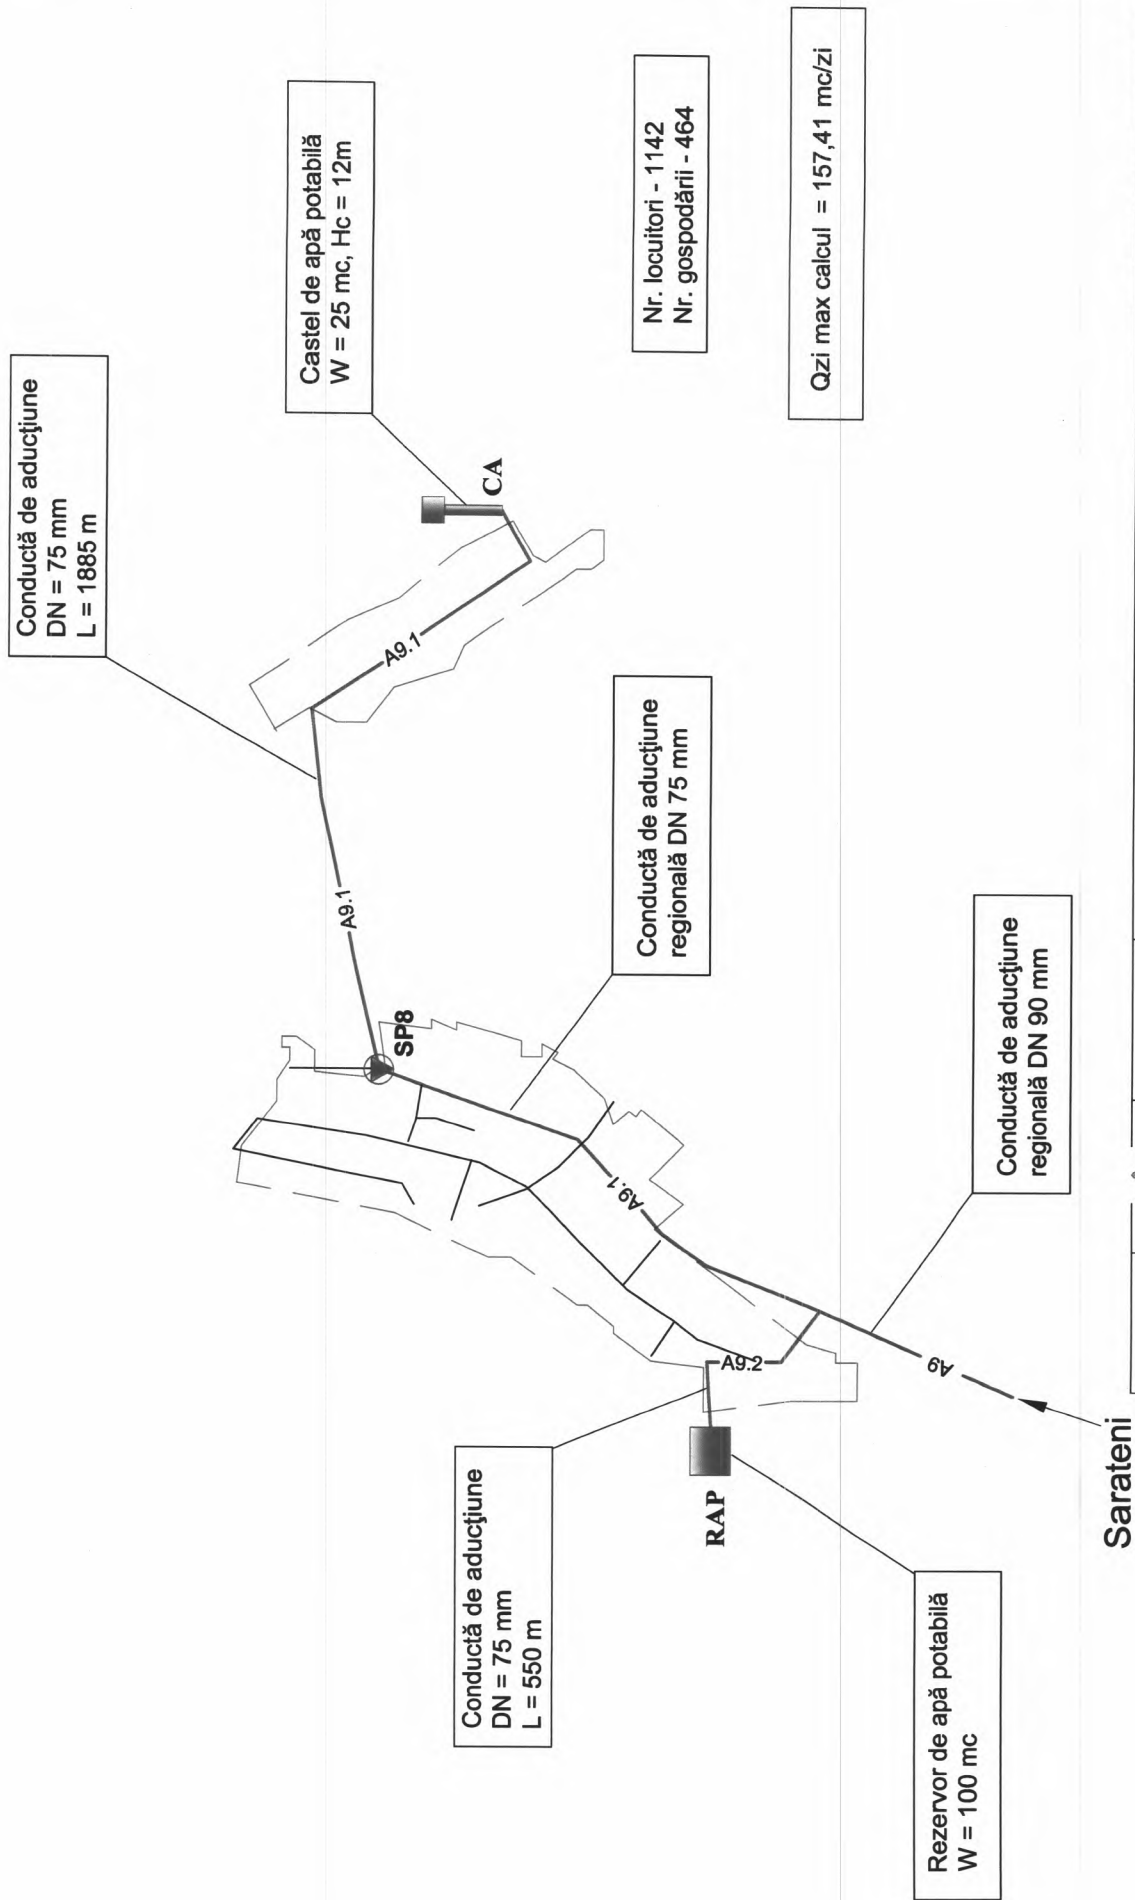 Conductă de aducţiune
DN = 75 mm
L = 1885 m
Castel de apă potabilă
W = 25 mc, Hc = 12m
CA
A9.1
Nr. locuitori - 1142
Nr. gospodării - 464
Qzi max calcul = 157,41 mc/zi
A9.1
SP8
Conductă de aducţiune
regională DN 75 mm
A9.1
Conductă de aducţiune
regională DN 90 mm
A9.2
A9
Conductă de aducţiune
DN = 75 mm
L = 550 m
RAP
Rezervor de apă potabilă
W = 100 mc
Sarateni